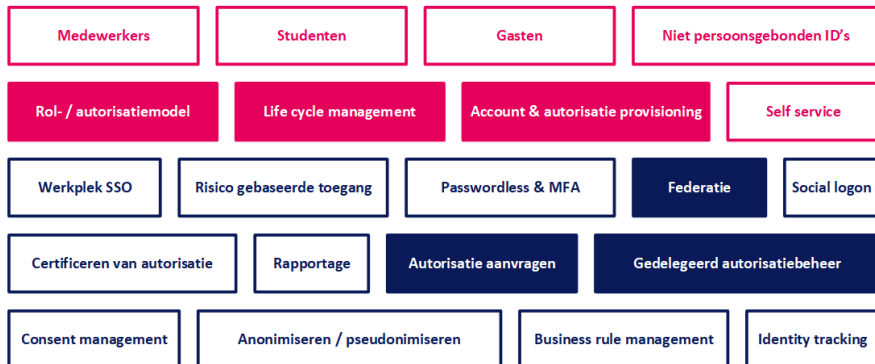 Medewerkers Studenten Gasten Niet persoonsgebonden ID's
Rol- / autorisatiemodel Life cycle management Account & autorisatie provisioning Self service
Werkplek SSO Risico gebaseerde toegang Passwordless & MFA Federatie Social logon
Certificeren van autorisatie Rapportage Autorisatie aanvragen Gedelegeerd autorisatiebeheer
Consent management Anonimiseren / pseudonimiseren Business rule management Identity tracking